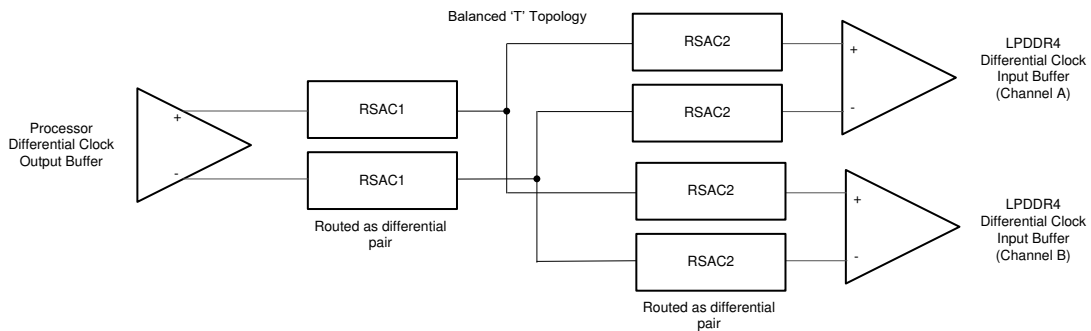 Balanced 'T' Topology
Processor
Differential Clock
Output Buffer
+
-
RSAC1
RSAC1
Routed as differential
pair
RSAC2
RSAC2
+
-
LPDDR4
Differential Clock
Input Buffer
(Channel A)
RSAC2
RSAC2
+
-
LPDDR4
Differential Clock
Input Buffer
(Channel B)
Routed as differential
pair